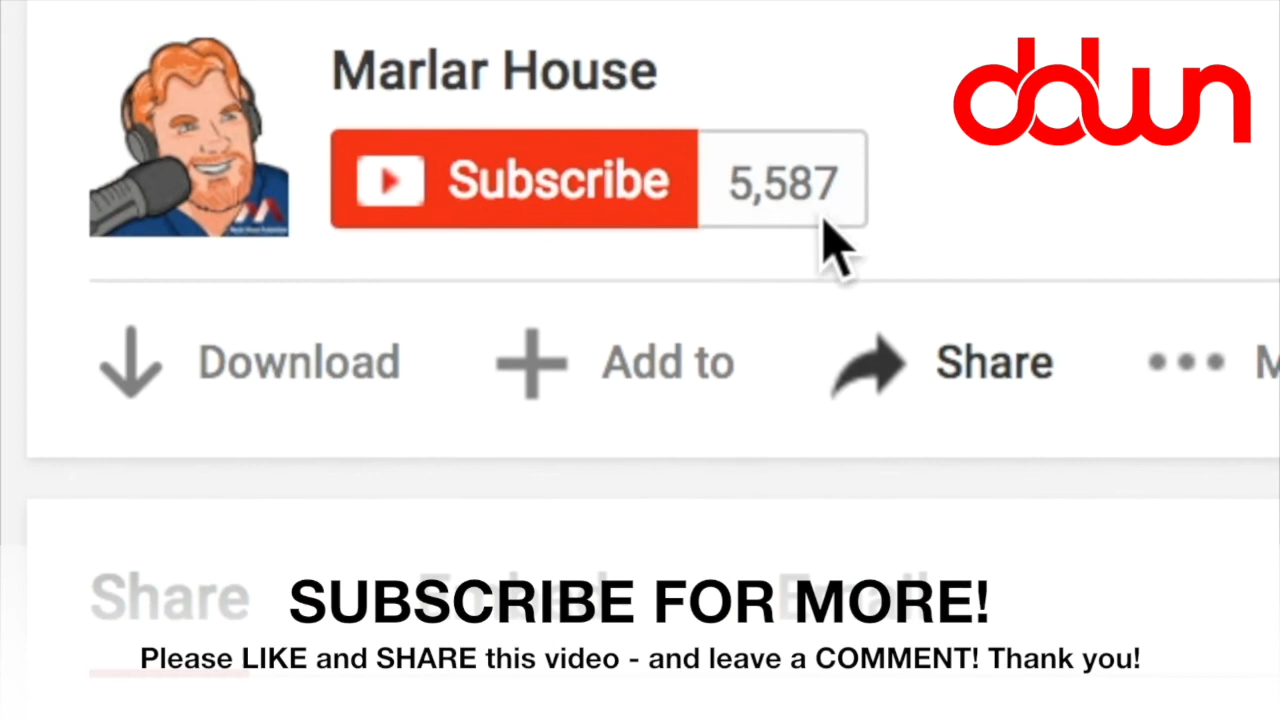 Marlar House
down
Subscribe 5,587
Download Add to Share
Share
SUBSCRIBE FOR MORE!
Please LIKE and SHARE this video - and leave a COMMENT! Thank you!